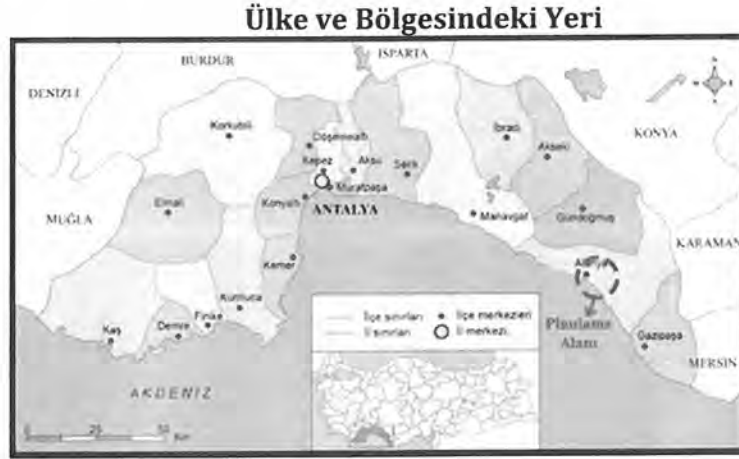 Ülke ve Bölgesindeki Yeri
ISPARTA
BURDUR
DENİZLİ
KONYA
Korkuteli
Döşemealtı
İbradı
Akseki
Kepez
Aksu
Serik
Muratpaşa
MUĞLA
Elmalı
Konyaaltı
ANTALYA
Manavgat
Gündoğmuş
KARAMAN
Kemer
Kumluca
Finike
Demre
Kaş
İlçe sınırları
İlçe merkezleri
İl sınırları
İl merkezi
Planlama
Alanı
Gazipaşa
MERSİN
AKDENİZ
0 25 50
Km